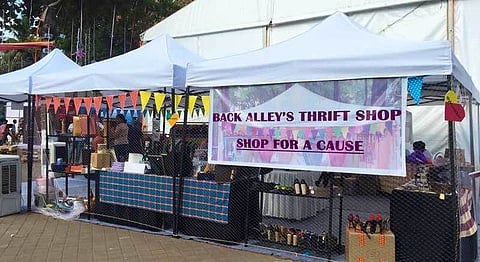 BACK ALLEY'S THRIFT SHOP
SHOP FOR A CAUSE